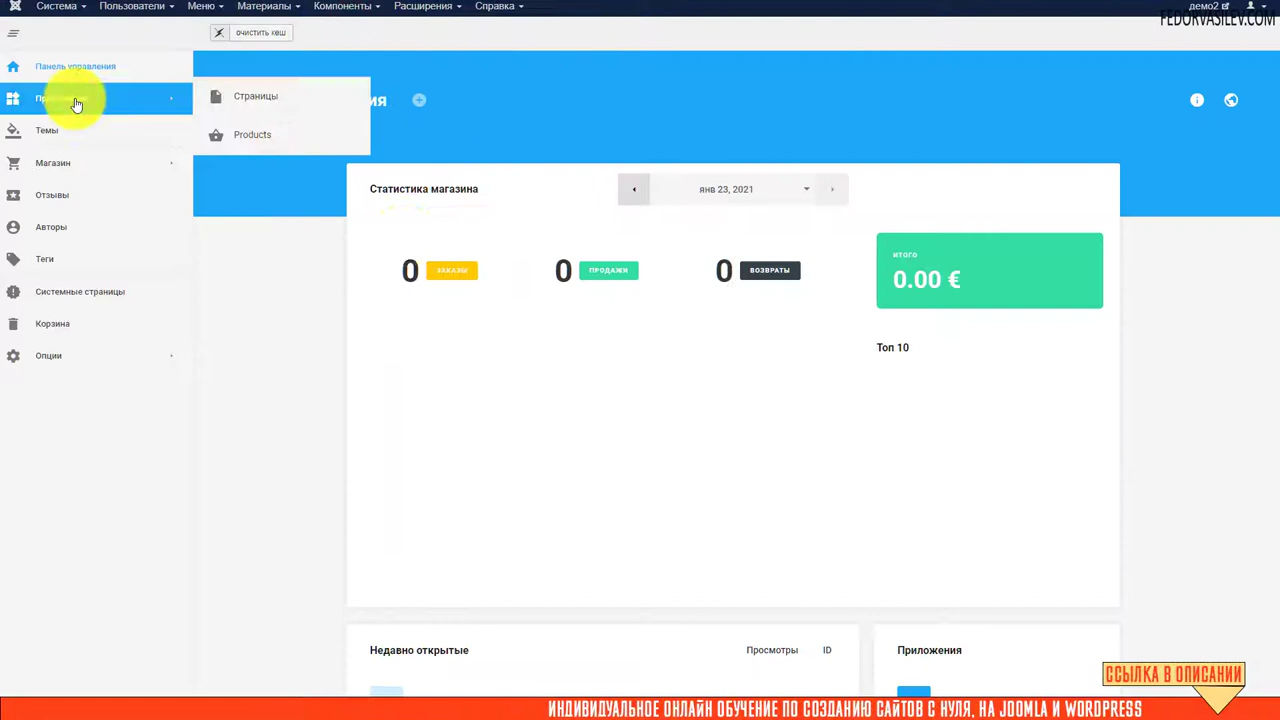 Система Пользователи Меню Материалы Компоненты Расширения Справка демо2
FEDORVASILEV.COM
очистить кеш
Панель управления
Темы
Магазин
Отзывы
Авторы
Теги
Системные страницы
Корзина
Опции
Страницы
Products
Статистика магазина
янв 23, 2021
0 ЗАКАЗЫ
0 ПРОДАЖИ
0 ВОЗВРАТЫ
ИТОГО
0.00 €
Топ 10
Недавно открытые Просмотры ID
Приложения
ССЫЛКА В ОПИСАНИИ
ИНДИВИДУАЛЬНОЕ ОНЛАЙН ОБУЧЕНИЕ ПО СОЗДАНИЮ САЙТОВ С НУЛЯ, НА JOOMLA И WORDPRESS